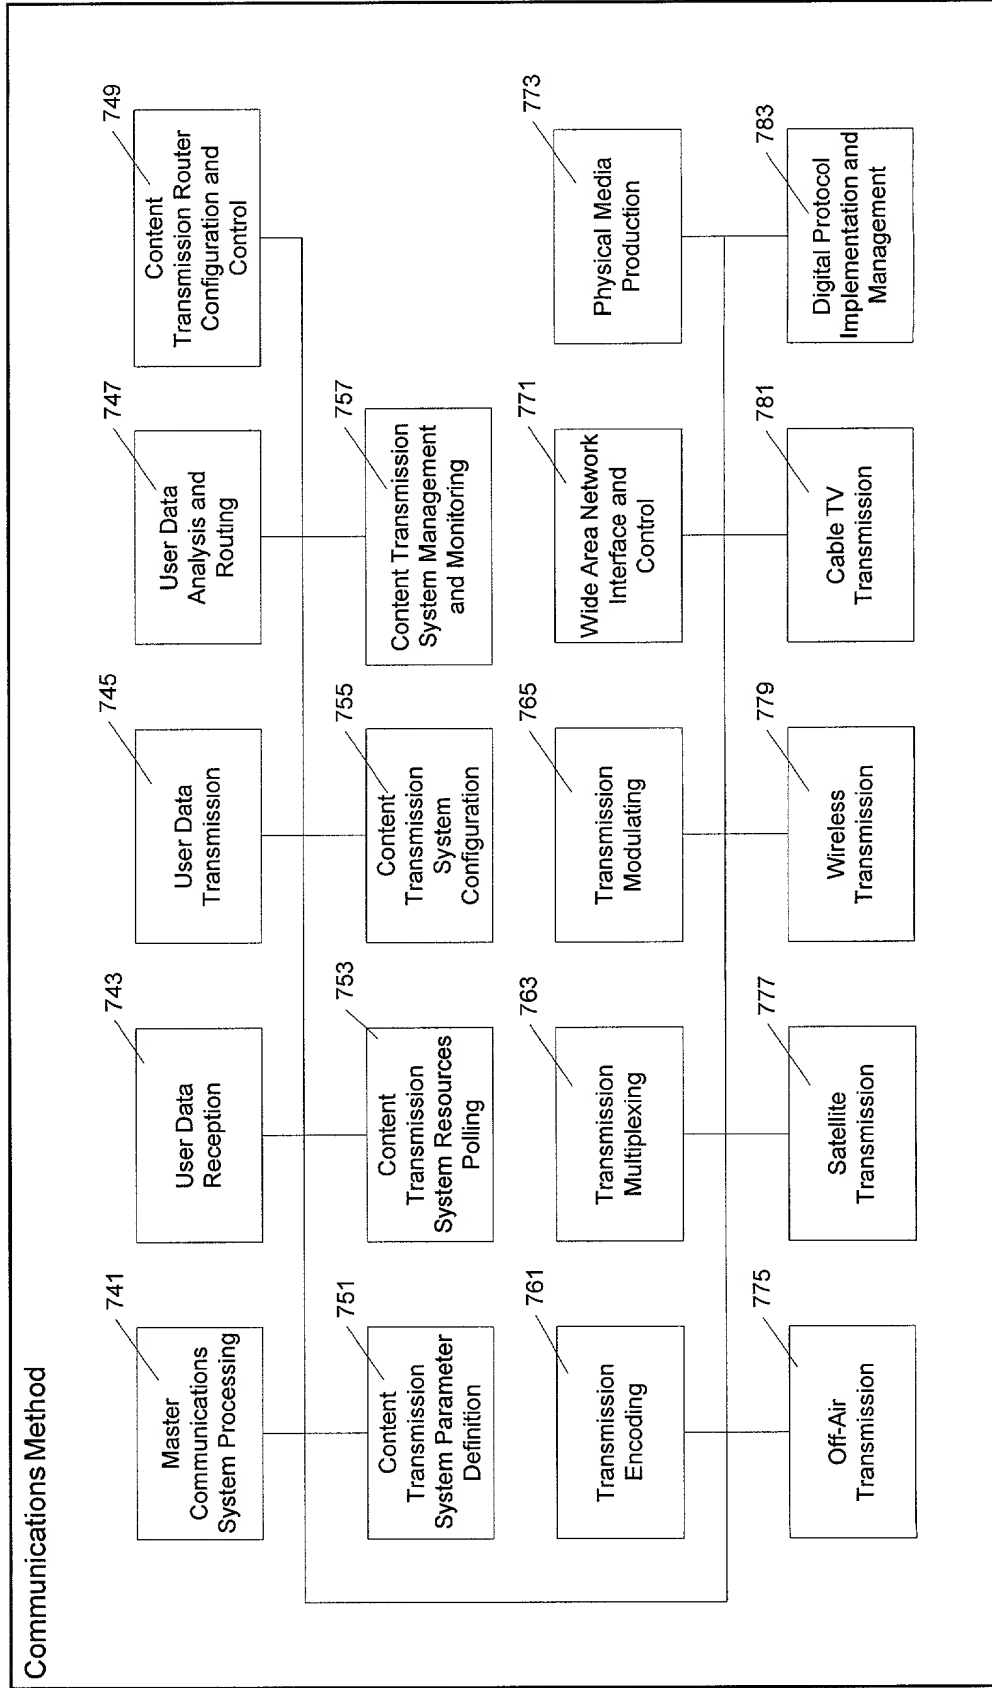 Communications Method
741
Master
Communications
System Processing
743
User Data
Reception
745
User Data
Transmission
747
User Data
Analysis and
Routing
749
Content
Transmission Router
Configuration and
Control
751
Content
Transmission
System Parameter
Definition
753
Content
Transmission
System Resources
Polling
755
Content
Transmission
System
Configuration
757
Content Transmission
System Management
and Monitoring
761
Transmission
Encoding
763
Transmission
Multiplexing
765
Transmission
Modulating
771
Wide Area Network
Interface and
Control
773
Physical Media
Production
775
Off-Air
Transmission
777
Satellite
Transmission
779
Wireless
Transmission
781
Cable TV
Transmission
783
Digital Protocol
Implementation and
Management